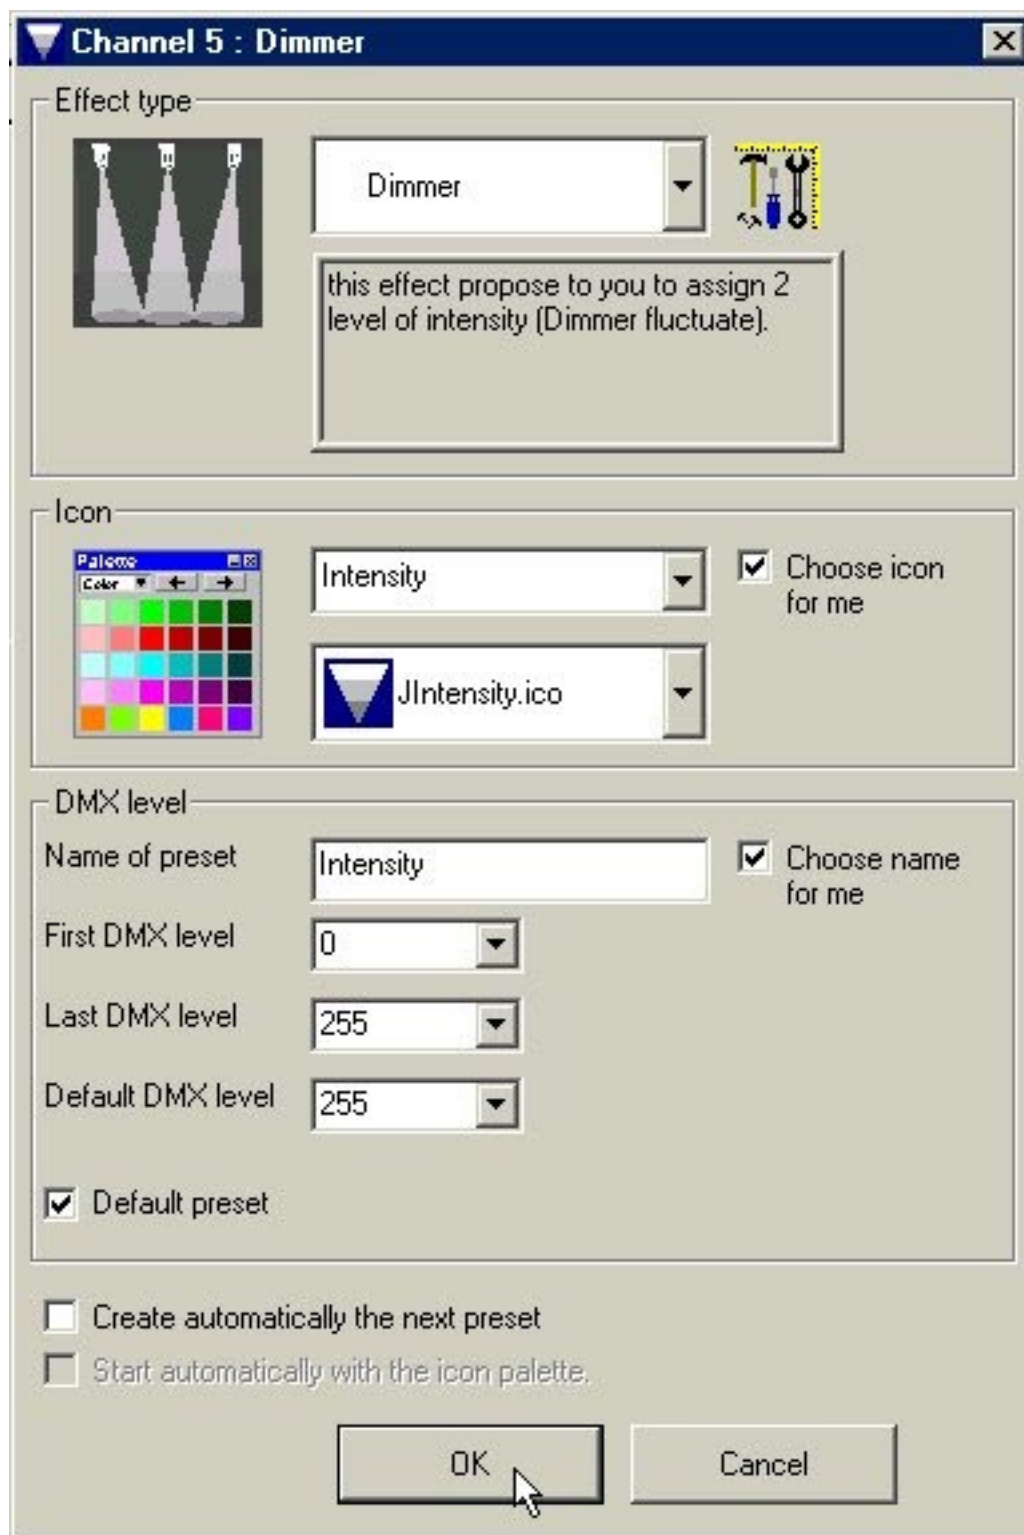 Channel 5 : Dimmer
Effect type
Dimmer
this effect propose to you to assign 2
level of intensity (Dimmer fluctuate).
Icon
Palette
Color
Intensity
Choose icon
for me
JIntensity.ico
DMX level
Name of preset
Intensity
Choose name
for me
First DMX level
0
Last DMX level
255
Default DMX level
255
Default preset
Create automatically the next preset
Start automatically with the icon palette.
OK
Cancel